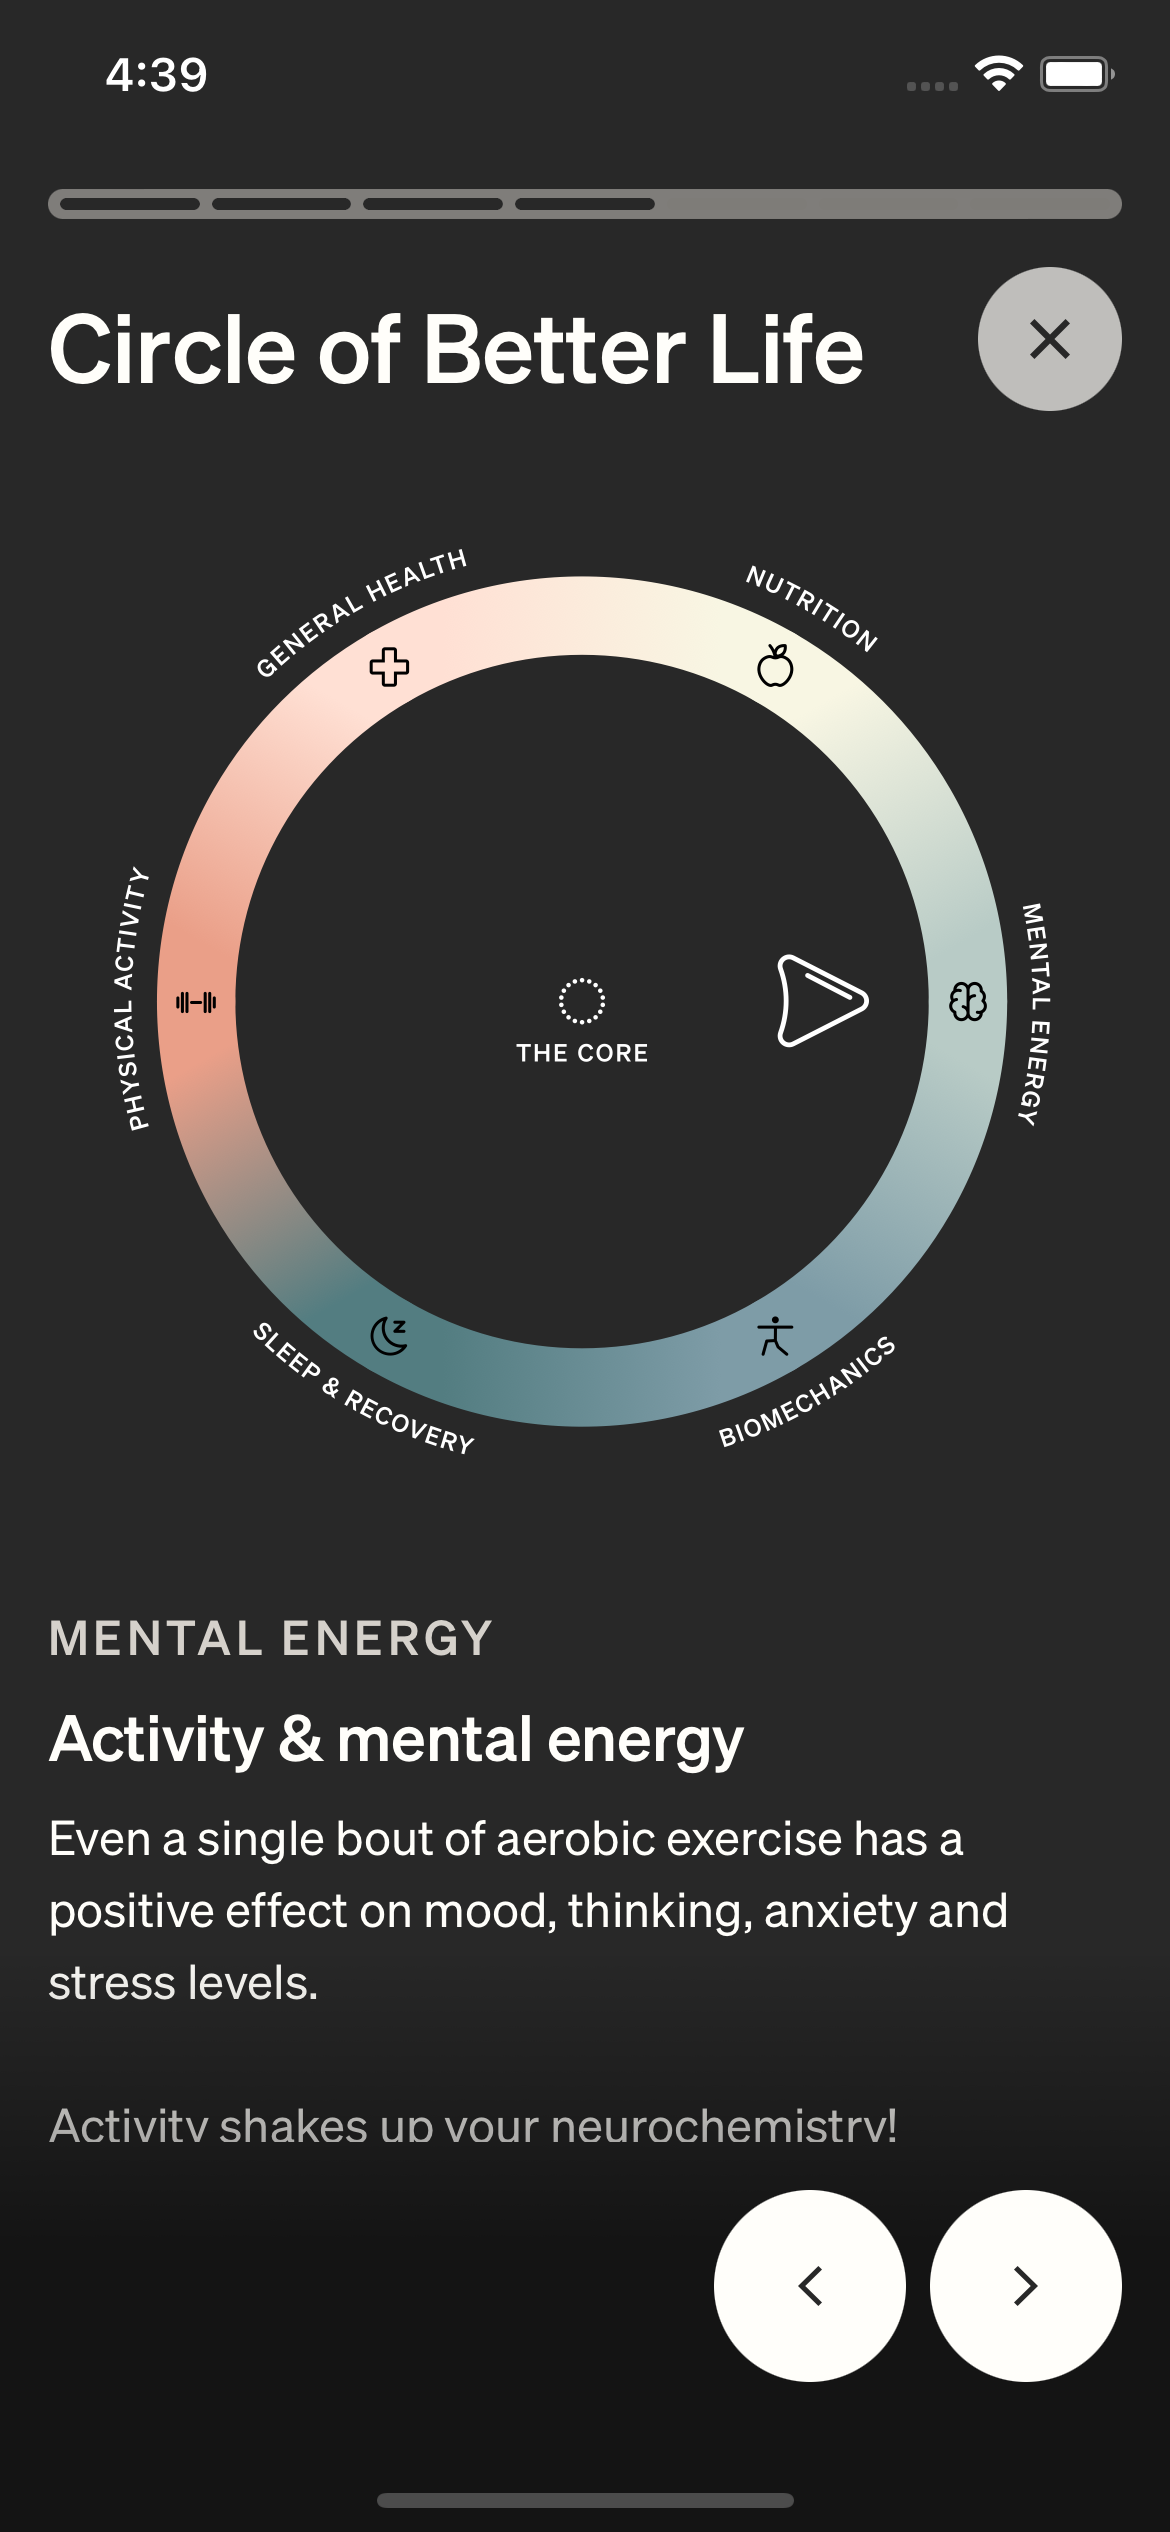 4:39
Circle of Better Life
GENERAL HEALTH
NUTRITION
PHYSICAL ACTIVITY
MENTAL ENERGY
THE CORE
SLEEP & RECOVERY
BIOMECHANICS
MENTAL ENERGY
Activity & mental energy
Even a single bout of aerobic exercise has a
positive effect on mood, thinking, anxiety and
stress levels.
Activity shakes up your neurochemistry!